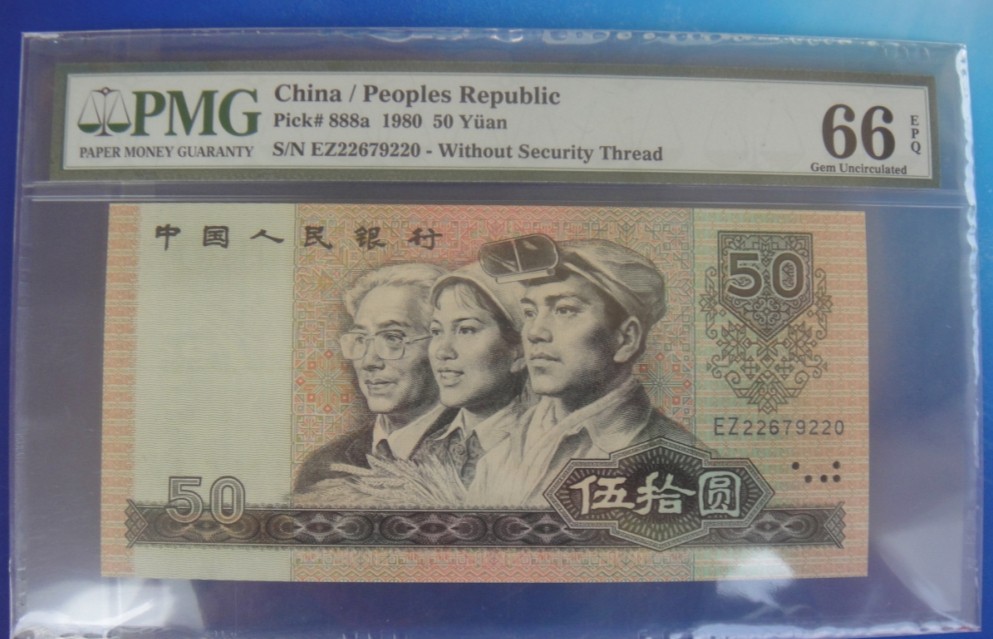 PMG
PAPER MONEY GUARANTY
China / Peoples Republic
Pick# 888a 1980 50 Yüan
S/N EZ22679220 - Without Security Thread
66
EPQ
Gem Uncirculated
中国人民银行
50
EZ22679220
50
伍拾圆